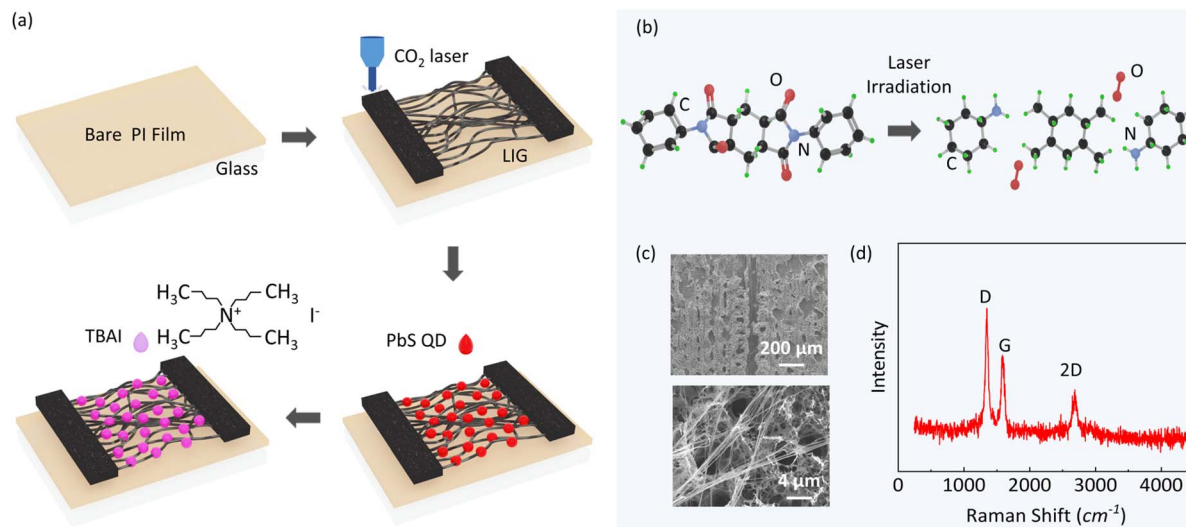 (a)
CO₂ laser
Bare PI Film
Glass
LIG
H₃C CH₃
N⁺ I⁻
H₃C CH₃
TBAI
PbS QD
(b)
O
Laser
Irradiation
O
C
N
N
C
(c)
200 μm
4 μm
(d)
D
G
2D
Intensity
0 1000 2000 3000 4000
Raman Shift (cm⁻¹)